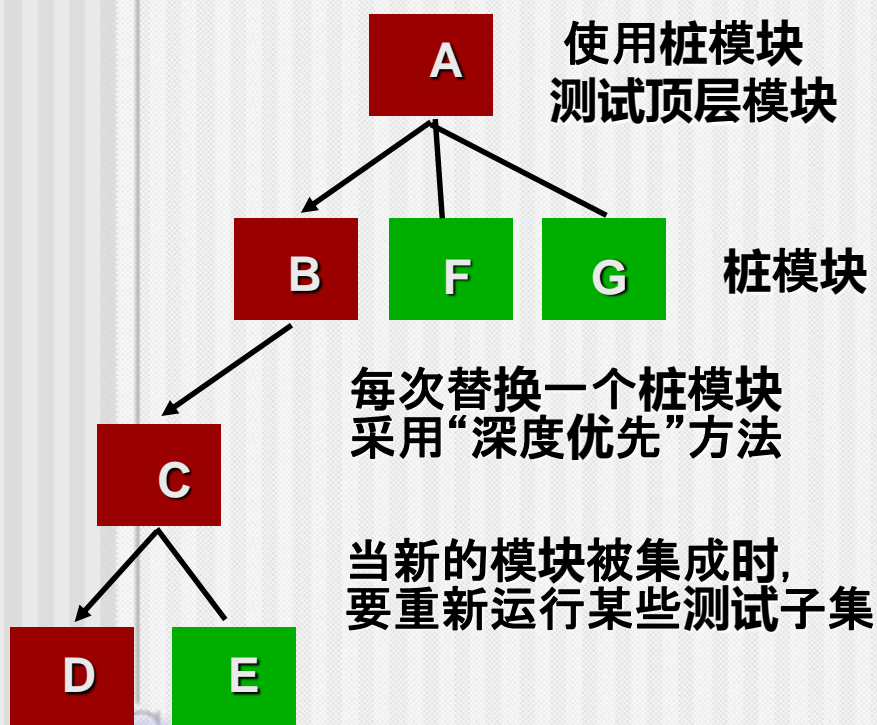 A
使用桩模块
测试顶层模块
B
F
G
桩模块
每次替换一个桩模块
采用“深度优先”方法
C
当新的模块被集成时,
要重新运行某些测试子集
D
E